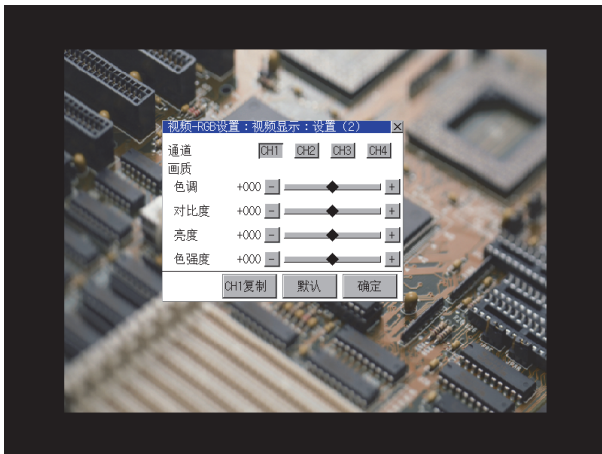 视频-RGB设置：视频显示：设置（2） ×
通道 CH1 CH2 CH3 CH4
画质
色调 +000 - +
对比度 +000 - +
亮度 +000 - +
色强度 +000 - +
CH1复制 默认 确定